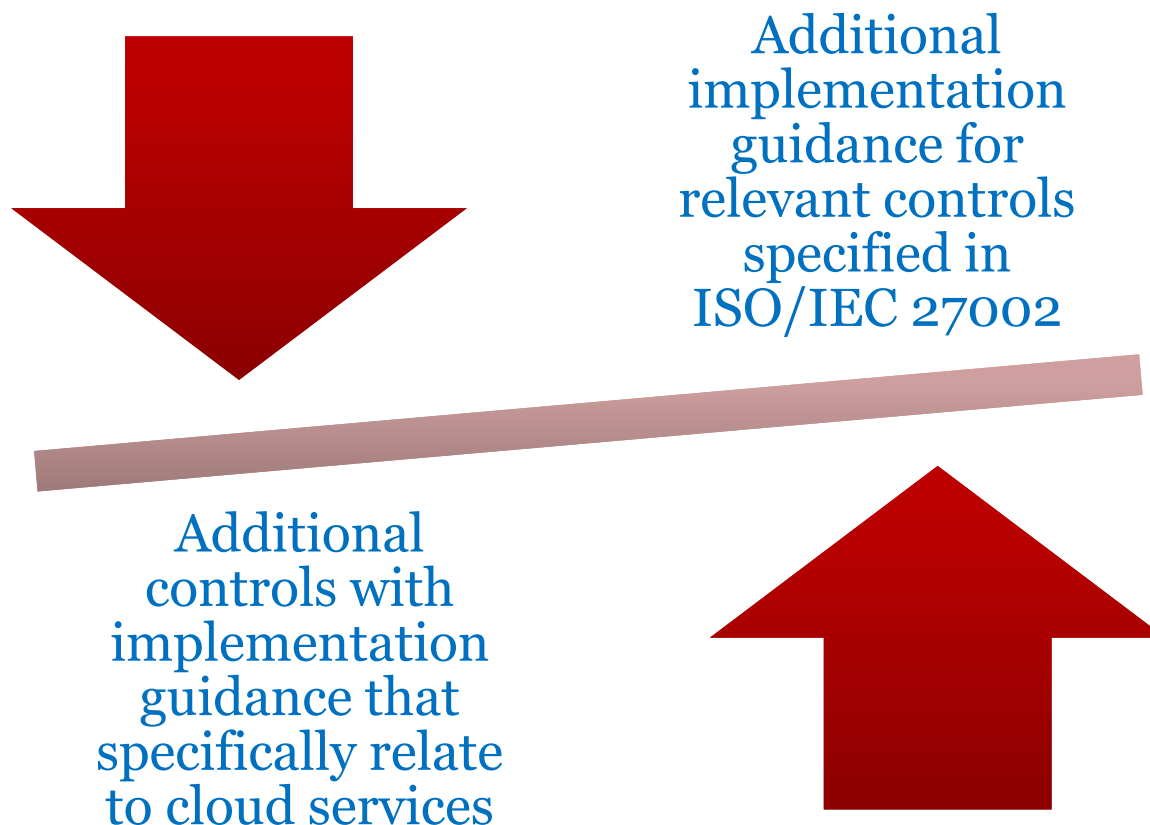 Additional
implementation
guidance for
relevant controls
specified in
ISO/IEC 27002
Additional
controls with
implementation
guidance that
specifically relate
to cloud services